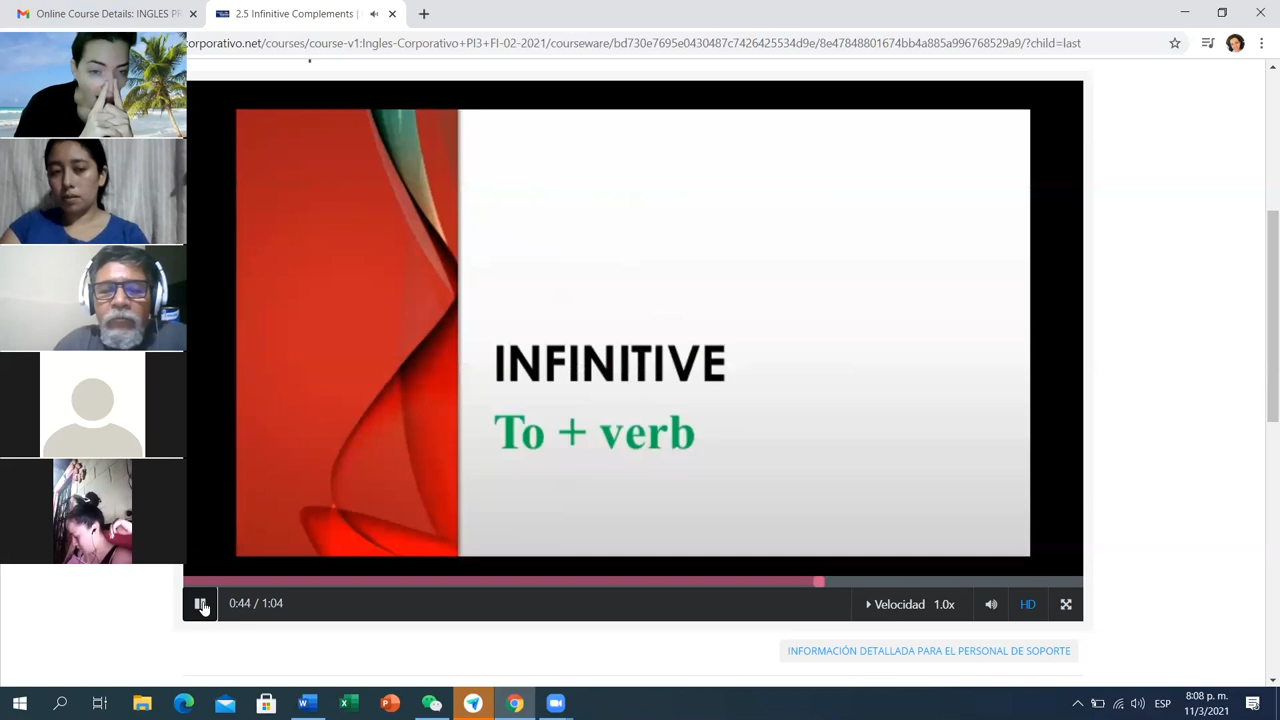 Online Course Details: INGLES PR
2.5 Infinitive Complements |
corporativo.net/courses/course-v1:Ingles-Corporativo+PI3+FI-02-2021/courseware/bd730e7695e0430487c7426425534d9e/8e47848801674bb4a885a996768529a9/?child=last
INFINITIVE
To + verb
0:44 / 1:04
Velocidad 1.0x
HD
INFORMACIÓN DETALLADA PARA EL PERSONAL DE SOPORTE
ESP
8:08 p. m.
11/3/2021